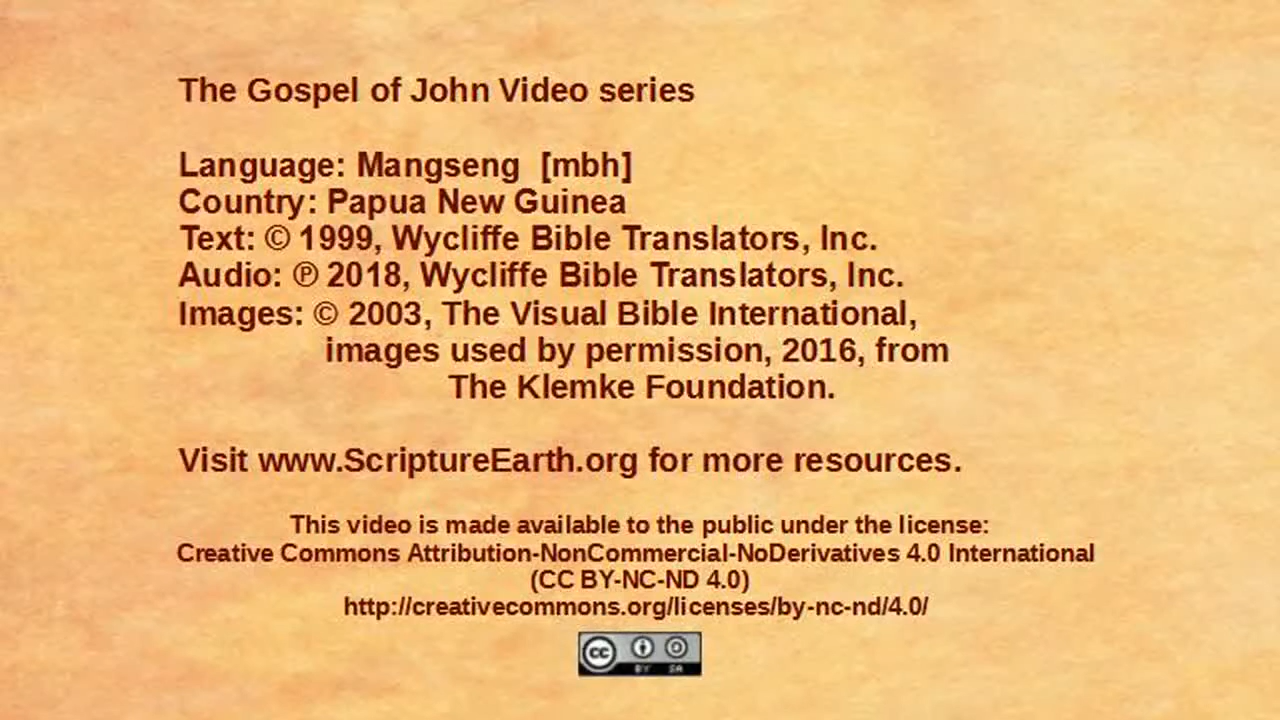 The Gospel of John Video series
Language: Mangseng [mbh]
Country: Papua New Guinea
Text: © 1999, Wycliffe Bible Translators, Inc.
Audio: ℗ 2018, Wycliffe Bible Translators, Inc.
Images: © 2003, The Visual Bible International,
images used by permission, 2016, from
The Klemke Foundation.
Visit www.ScriptureEarth.org for more resources.
This video is made available to the public under the license:
Creative Commons Attribution-NonCommercial-NoDerivatives 4.0 International
(CC BY-NC-ND 4.0)
http://creativecommons.org/licenses/by-nc-nd/4.0/
cc BY SA